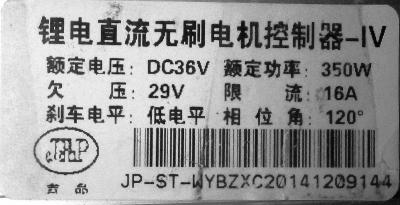 锂电直流无刷电机控制器-IV
额定电压: DC36V 额定功率: 350W
欠 压: 29V 限 流: 16A
刹车电平: 低电平 相 位 角: 120°
JP-ST-WYBZXC20141209144